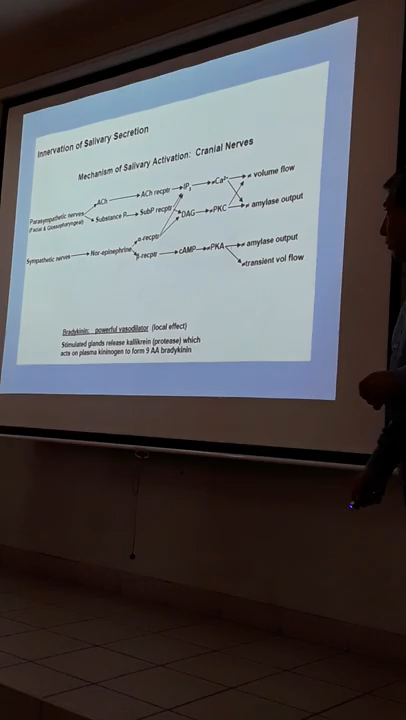 Innervation of Salivary Secretion
Mechanism of Salivary Activation: Cranial Nerves
Parasympathetic nerves
(Facial & Glossopharyngeal)
ACh
ACh recptr
IP3
≠Ca2+
≠ volume flow
Substance P
SubP recptr
DAG
≠PKC
≠ amylase output
Sympathetic nerves
Nor-epinephrine
α-recptr
β-recptr
cAMP
≠PKA
≠ amylase output
≠transient vol flow
Bradykinin: powerful vasodilator (local effect)
Stimulated glands release kallikrein (protease) which
acts on plasma kininogen to form 9 AA bradykinin